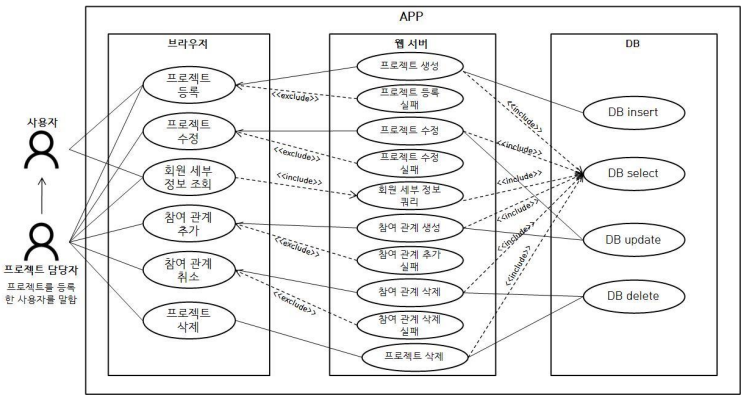 APP
브라우저
웹 서버
DB
프로젝트
등록
프로젝트
수정
회원 세부
정보 조회
참여 관계
추가
참여 관계
취소
프로젝트
삭제
프로젝트 생성
프로젝트 등록
실패
프로젝트 수정
프로젝트 수정
실패
회원 세부 정보
쿼리
참여 관계 생성
참여 관계 추가
실패
참여 관계 삭제
참여 관계 삭제
실패
프로젝트 삭제
DB insert
DB select
DB update
DB delete
<<exclude>>
<<exclude>>
<<include>>
<<exclude>>
<<exclude>>
<<include>>
<<include>>
<<include>>
<<include>>
<<include>>
<<include>>
사용자
프로젝트 담당자
프로젝트를 등록
한 사용자를 말함